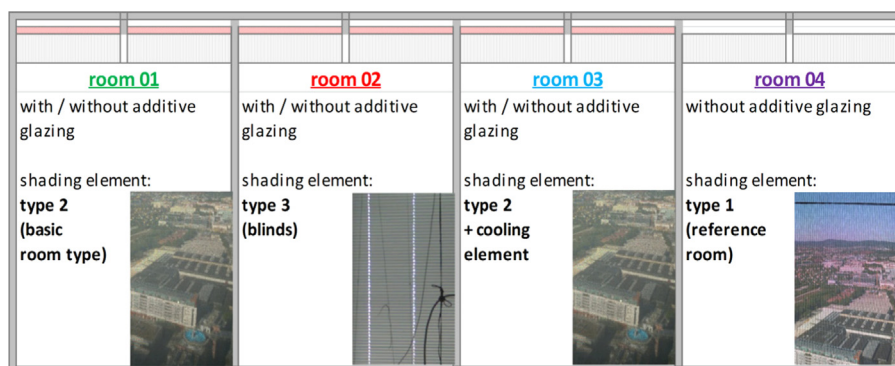 room 01
with / without additive
glazing
shading element:
type 2
(basic
room type)
room 02
with / without additive
glazing
shading element:
type 3
(blinds)
room 03
with / without additive
glazing
shading element:
type 2
+ cooling
element
room 04
without additive glazing
shading element:
type 1
(reference
room)